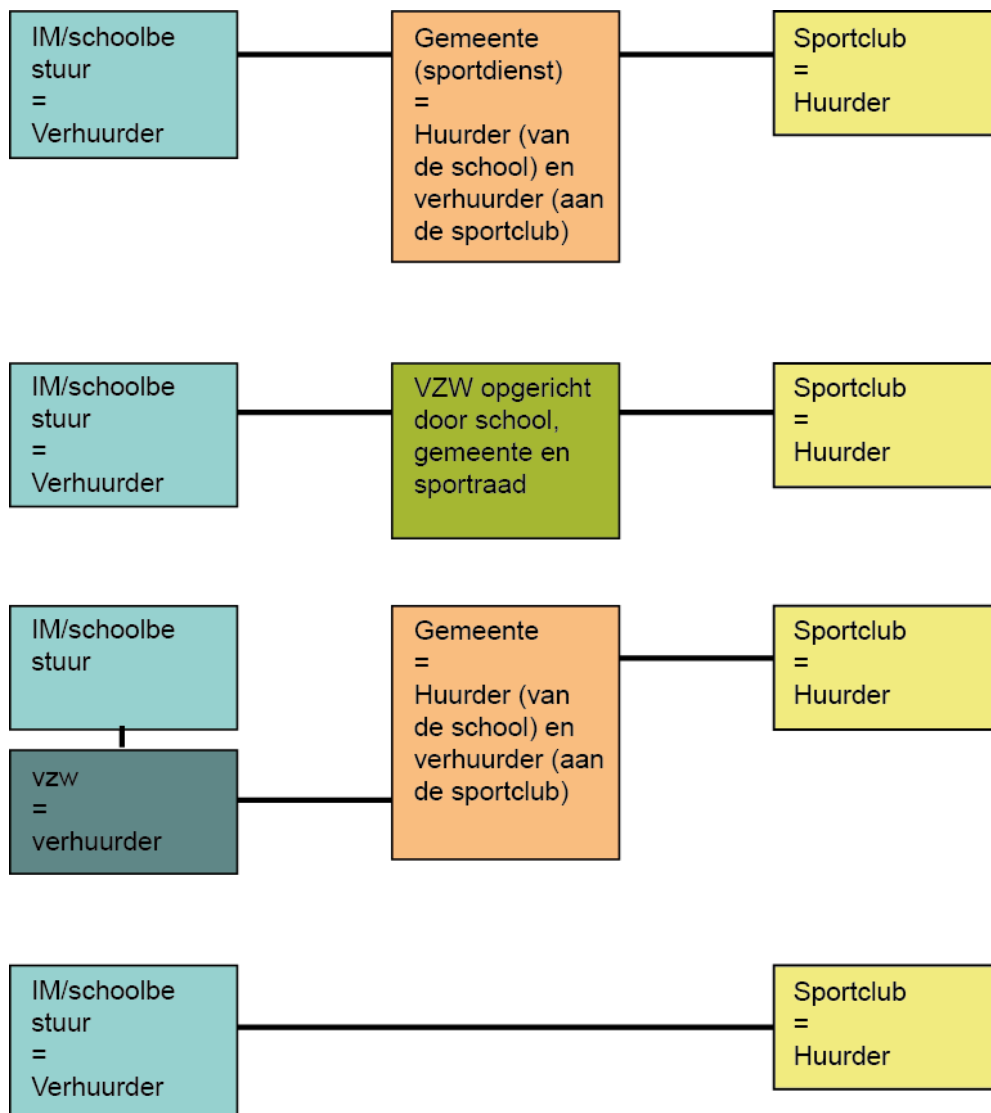 IM/schoolbe
stuur
=
Verhuurder
Gemeente
(sportdienst)
=
Huurder (van
de school) en
verhuurder (aan
de sportclub)
Sportclub
=
Huurder
IM/schoolbe
stuur
=
Verhuurder
VZW opgericht
door school,
gemeente en
sportraad
Sportclub
=
Huurder
IM/schoolbe
stuur
vzw
=
verhuurder
Gemeente
=
Huurder (van
de school) en
verhuurder (aan
de sportclub)
Sportclub
=
Huurder
IM/schoolbe
stuur
=
Verhuurder
Sportclub
=
Huurder